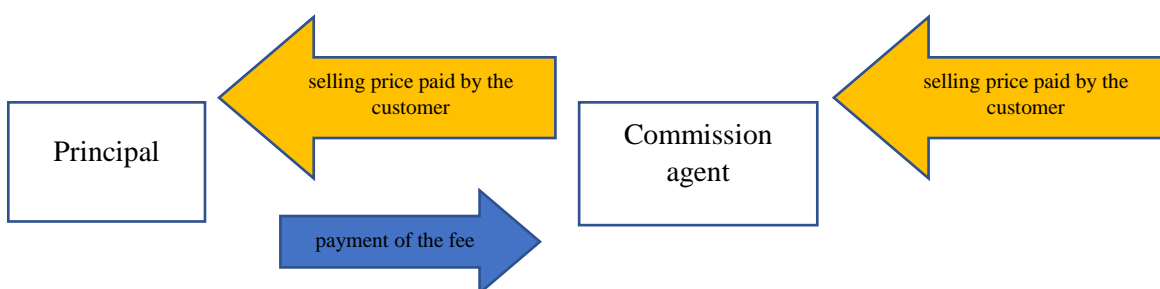 selling price paid by the
customer
selling price paid by the
customer
Principal
Commission
agent
payment of the fee